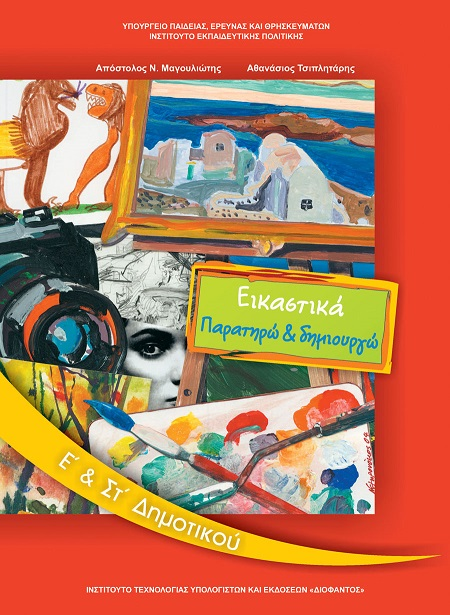 ΥΠΟΥΡΓΕΙΟ ΠΑΙΔΕΙΑΣ, ΕΡΕΥΝΑΣ ΚΑΙ ΘΡΗΣΚΕΥΜΑΤΩΝ
ΙΝΣΤΙΤΟΥΤΟ ΕΚΠΑΙΔΕΥΤΙΚΗΣ ΠΟΛΙΤΙΚΗΣ
Απόστολος Ν. Μαγουλιώτης Αθανάσιος Τσιπλητάρης
Εικαστικά
Παρατηρώ & δημιουργώ
Ε΄ & Στ΄ Δημοτικού
ΙΝΣΤΙΤΟΥΤΟ ΤΕΧΝΟΛΟΓΙΑΣ ΥΠΟΛΟΓΙΣΤΩΝ ΚΑΙ ΕΚΔΟΣΕΩΝ «ΔΙΟΦΑΝΤΟΣ»